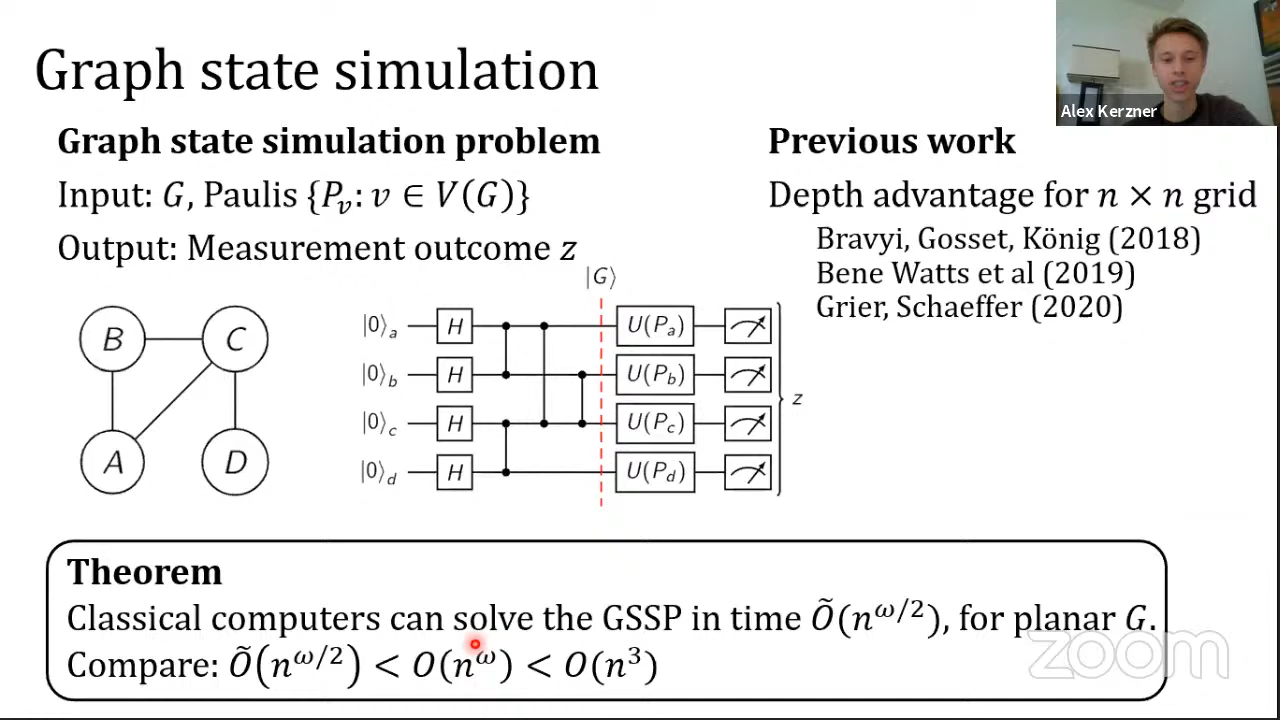 Graph state simulation
Alex Kerzner
Graph state simulation problem
Input: G, Paulis {P_v: v ∈ V(G)}
Output: Measurement outcome z
Previous work
Depth advantage for n × n grid
Bravyi, Gosset, König (2018)
Bene Watts et al (2019)
Grier, Schaeffer (2020)
B C
A D
|G⟩
|0⟩_a H U(P_a)
|0⟩_b H U(P_b)
|0⟩_c H U(P_c)
|0⟩_d H U(P_d)
z
Theorem
Classical computers can solve the GSSP in time Õ(n^{ω/2}), for planar G.
Compare: Õ(n^{ω/2}) < O(n^ω) < O(n^3)
zoom